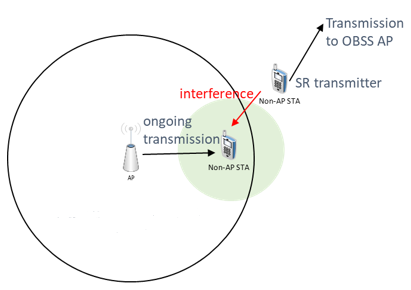 Transmission
to OBSS AP
SR transmitter
interference
Non-AP STA
ongoing
transmission
Non-AP STA
AP